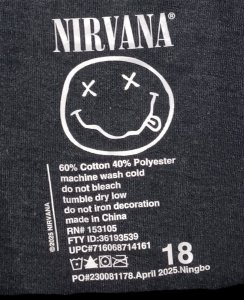 NIRVANA®
60% Cotton 40% Polyester
machine wash cold
do not bleach
tumble dry low
do not iron decoration
made in China
RN# 153105
FTY ID:36193539
UPC#716068714161
©2025 NIRVANA
18
PO#230081178.April 2025.Ningbo